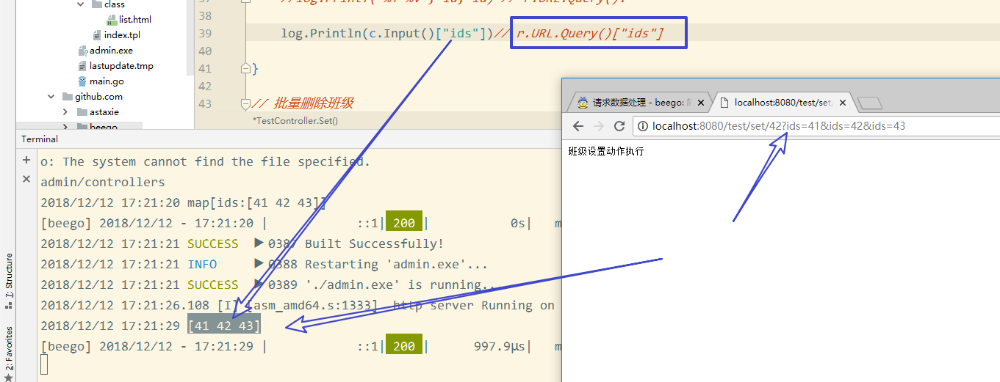 class
list.html
index.tpl
admin.exe
lastupdate.tmp
main.go
github.com
astaxie
beego
38
39 log.Println(c.Input()["ids"])// r.URL.Query()["ids"]
40
41 }
42
43 // 批量删除班级
*TestController.Set()
Terminal
o: The system cannot find the file specified.
admin/controllers
2018/12/12 17:21:20 map[ids:[41 42 43]]
[beego] 2018/12/12 - 17:21:20 | ::1| 200 | 0s| m
2018/12/12 17:21:21 SUCCESS ▶ 0387 Built Successfully!
2018/12/12 17:21:21 INFO ▶ 0388 Restarting 'admin.exe'...
2018/12/12 17:21:21 SUCCESS ▶ 0389 './admin.exe' is running...
2018/12/12 17:21:26.108 [I] [asm_amd64.s:1333] http server Running on
2018/12/12 17:21:29 [41 42 43]
[beego] 2018/12/12 - 17:21:29 | ::1| 200 | 997.9µs| m
7: Structure
2: Favorites
请求数据处理 - beego:
localhost:8080/test/set
localhost:8080/test/set/42?ids=41&ids=42&ids=43
班级设置动作执行